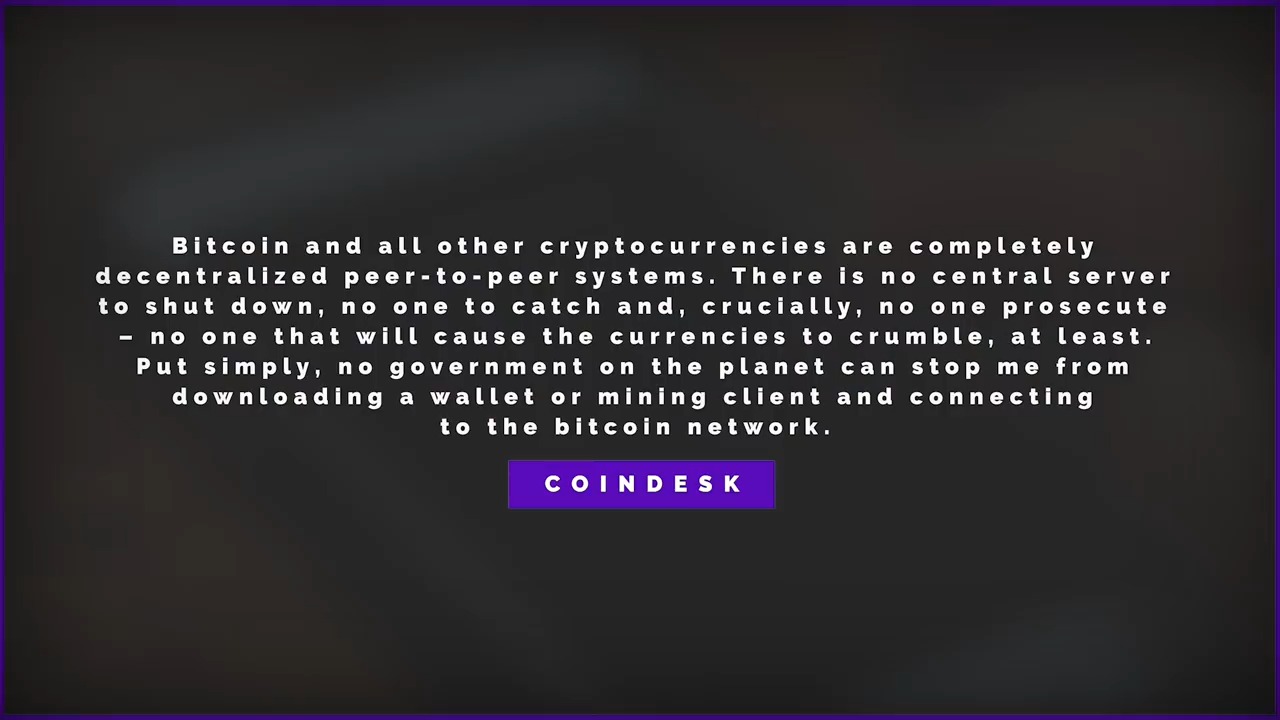 Bitcoin and all other cryptocurrencies are completely
decentralized peer-to-peer systems. There is no central server
to shut down, no one to catch and, crucially, no one prosecute
– no one that will cause the currencies to crumble, at least.
Put simply, no government on the planet can stop me from
downloading a wallet or mining client and connecting
to the bitcoin network.
COINDESK